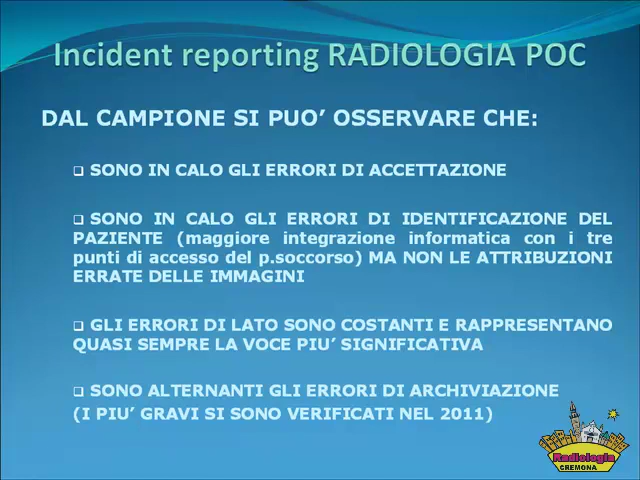 Incident reporting RADIOLOGIA POC
DAL CAMPIONE SI PUO’ OSSERVARE CHE:
SONO IN CALO GLI ERRORI DI ACCETTAZIONE
SONO IN CALO GLI ERRORI DI IDENTIFICAZIONE DEL
PAZIENTE (maggiore integrazione informatica con i tre
punti di accesso del p.soccorso) MA NON LE ATTRIBUZIONI
ERRATE DELLE IMMAGINI
GLI ERRORI DI LATO SONO COSTANTI E RAPPRESENTANO
QUASI SEMPRE LA VOCE PIU’ SIGNIFICATIVA
SONO ALTERNANTI GLI ERRORI DI ARCHIVIAZIONE
(I PIU’ GRAVI SI SONO VERIFICATI NEL 2011)
Radiologia
CREMONA